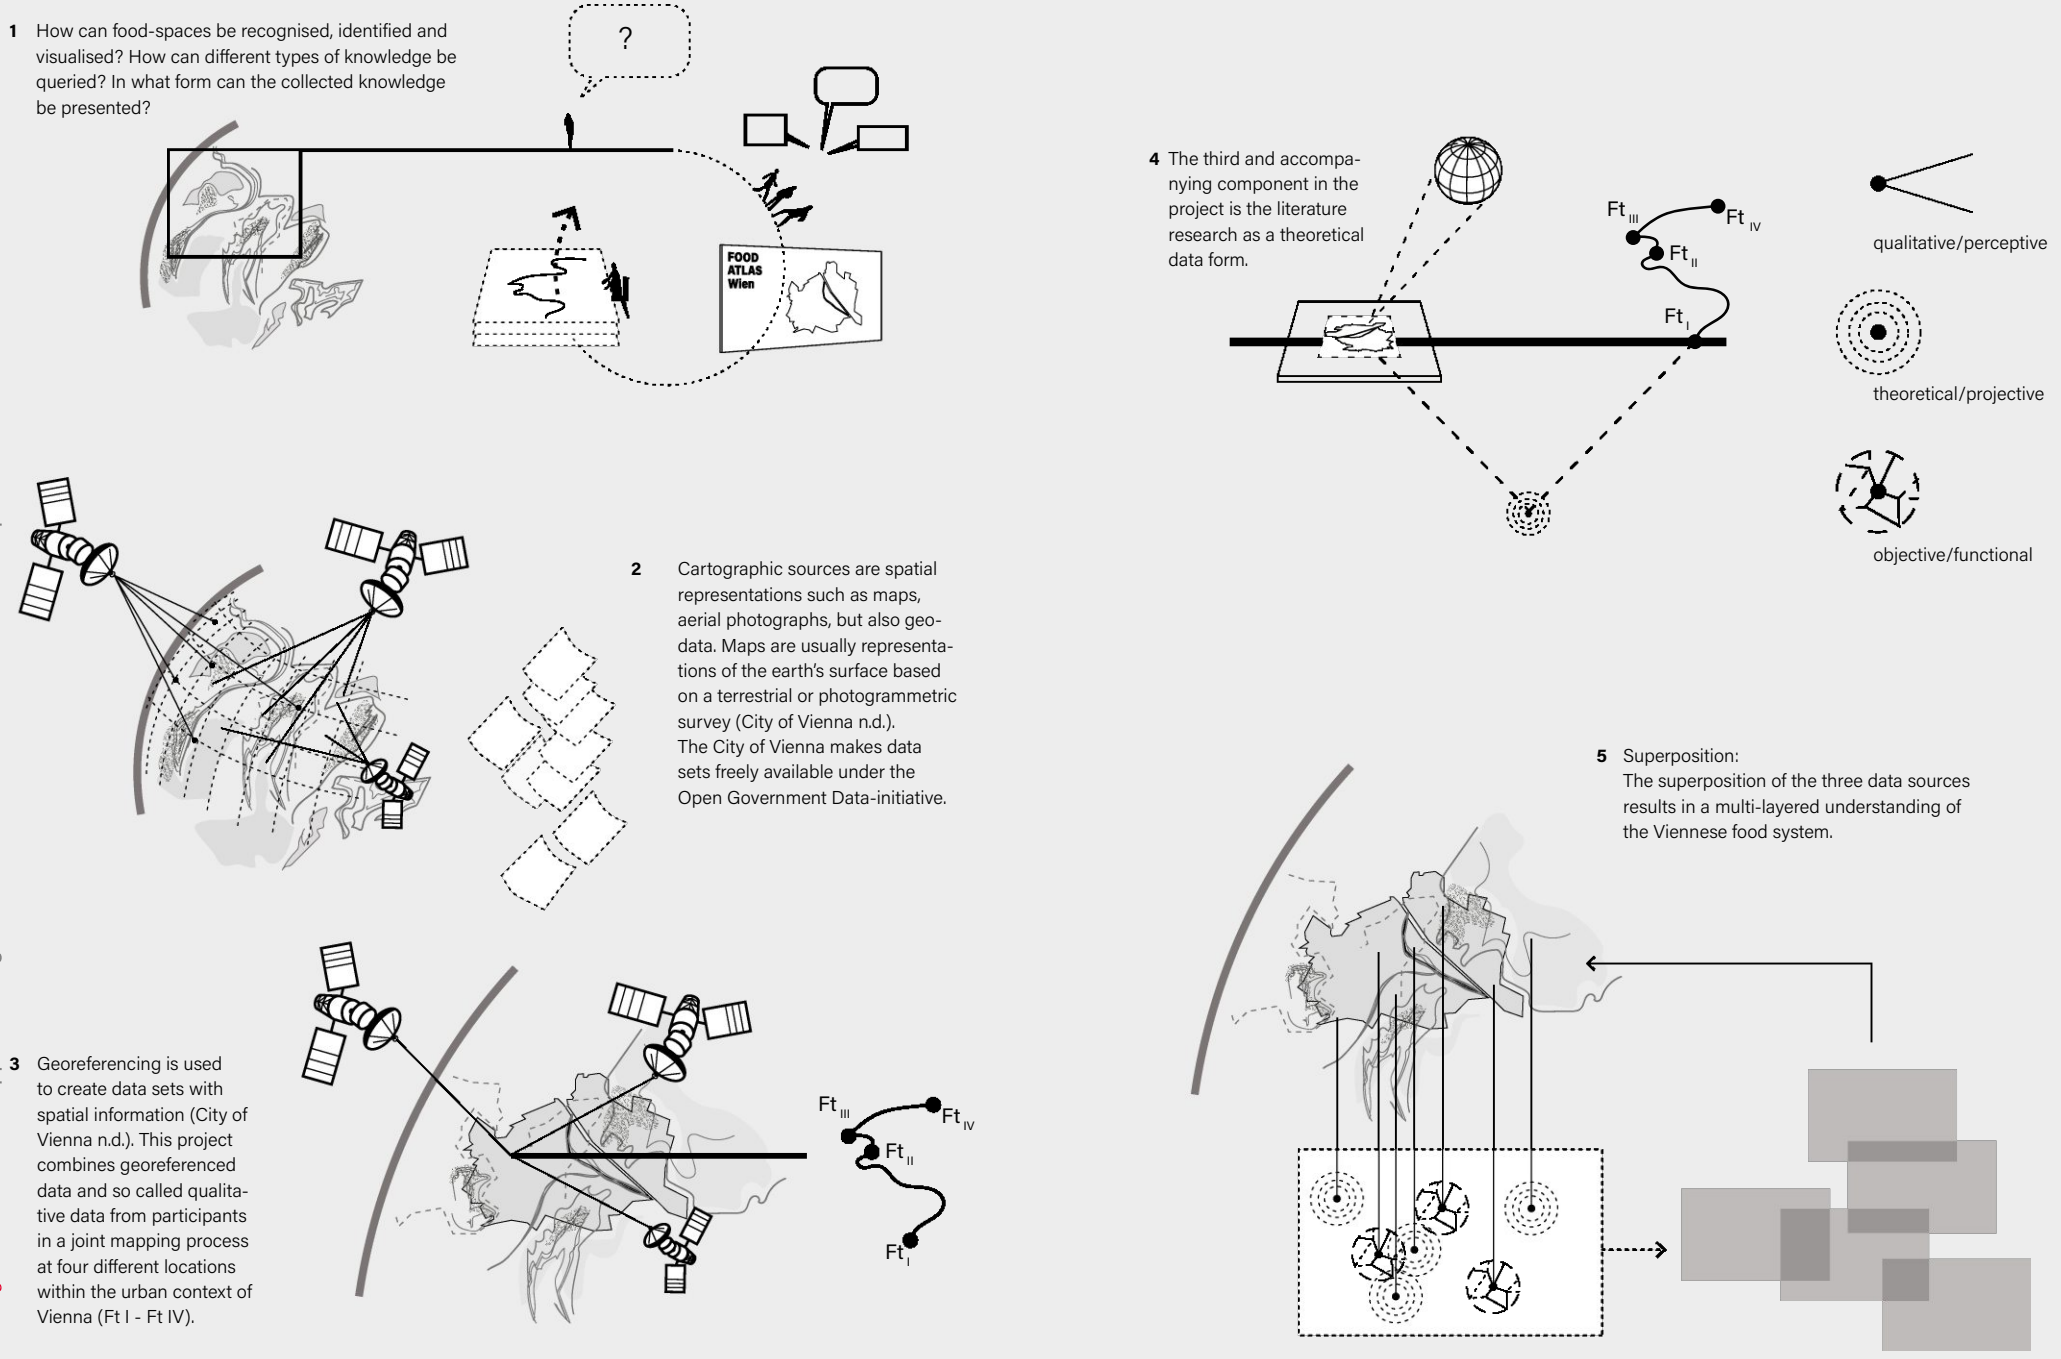 1 How can food-spaces be recognised, identified and
visualised? How can different types of knowledge be
queried? In what form can the collected knowledge
be presented?
?
FOOD
ATLAS
Wien
2 Cartographic sources are spatial
representations such as maps,
aerial photographs, but also geo-
data. Maps are usually representa-
tions of the earth's surface based
on a terrestrial or photogrammetric
survey (City of Vienna n.d.).
The City of Vienna makes data
sets freely available under the
Open Government Data-initiative.
3 Georeferencing is used
to create data sets with
spatial information (City of
Vienna n.d.). This project
combines georeferenced
data and so called qualita-
tive data from participants
in a joint mapping process
at four different locations
within the urban context of
Vienna (Ft I - Ft IV).
Ft III
Ft IV
Ft II
Ft I
4 The third and accompa-
nying component in the
project is the literature
research as a theoretical
data form.
Ft III
Ft IV
Ft II
Ft I
qualitative/perceptive
theoretical/projective
objective/functional
5 Superposition:
The superposition of the three data sources
results in a multi-layered understanding of
the Viennese food system.